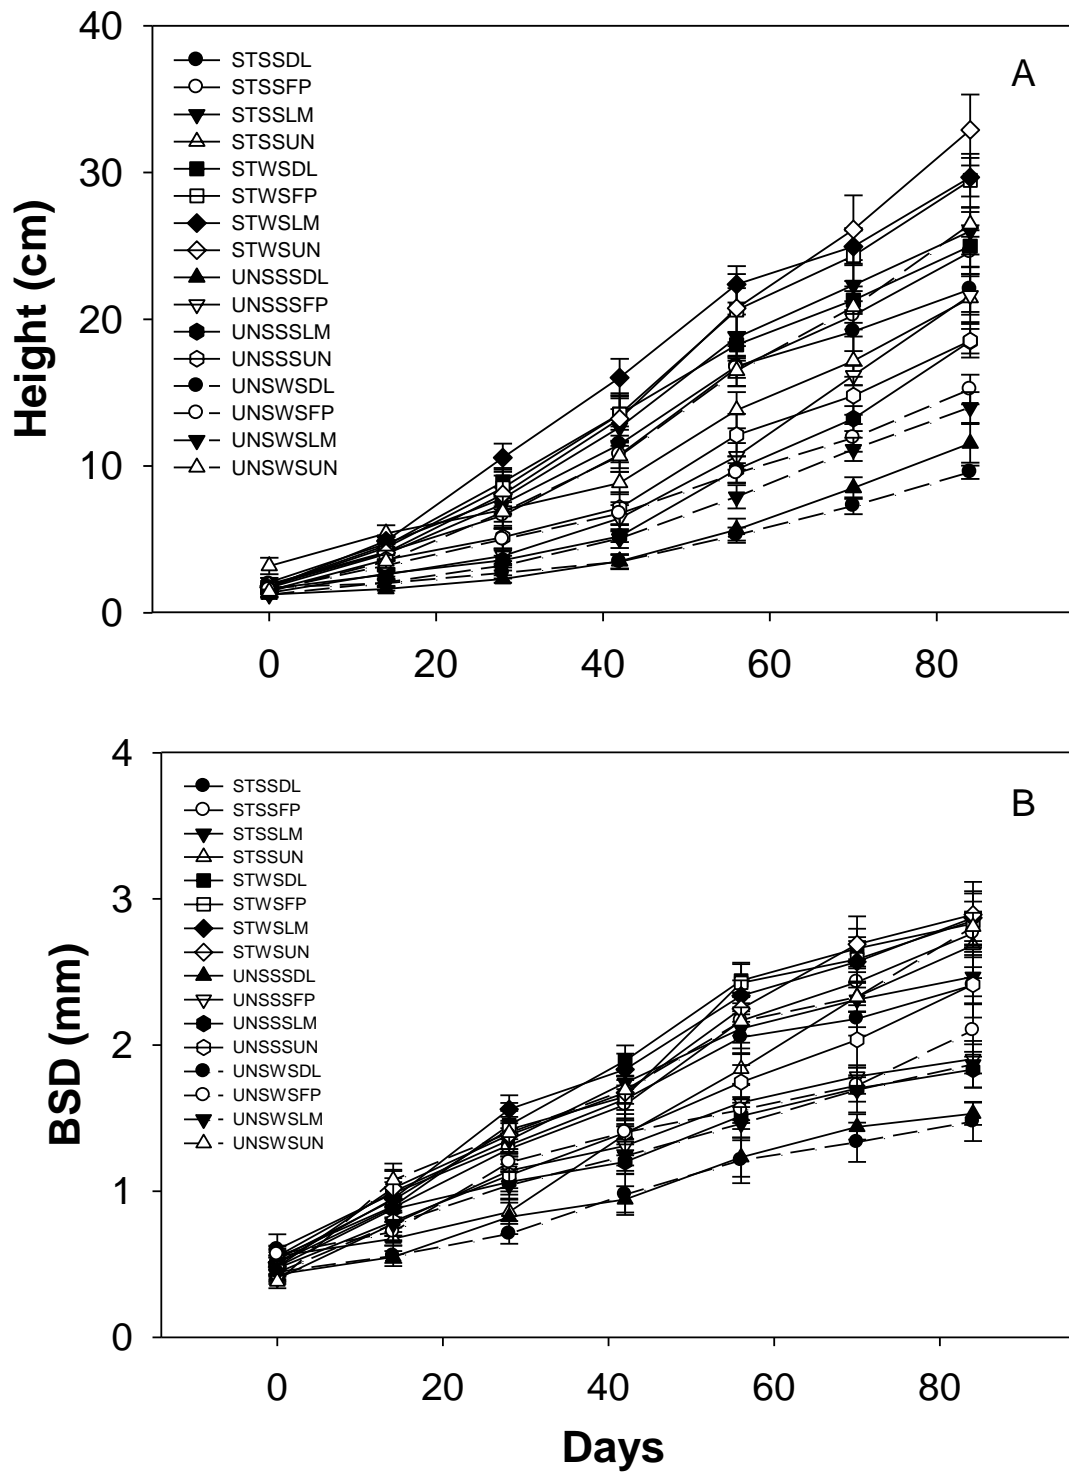 40
STSSDL
A
STSSFP
STSSLM
STSSUN
STWSDL
30
STWSFP
STWSLM
STWSUN
UNSSSDL
UNSSSFP
20
UNSSSLM
UNSSSUN
UNSWSDL
UNSWSFP
UNSWSLM
UNSWSUN
10
0
Height (cm)
0 20 40 60 80
4
STSSDL
B
STSSFP
STSSLM
STSSUN
STWSDL
3
STWSFP
STWSLM
STWSUN
UNSSSDL
UNSSSFP
UNSSSLM
2
UNSSSUN
UNSWSDL
UNSWSFP
UNSWSLM
UNSWSUN
1
0
BSD (mm)
0 20 40 60 80
Days